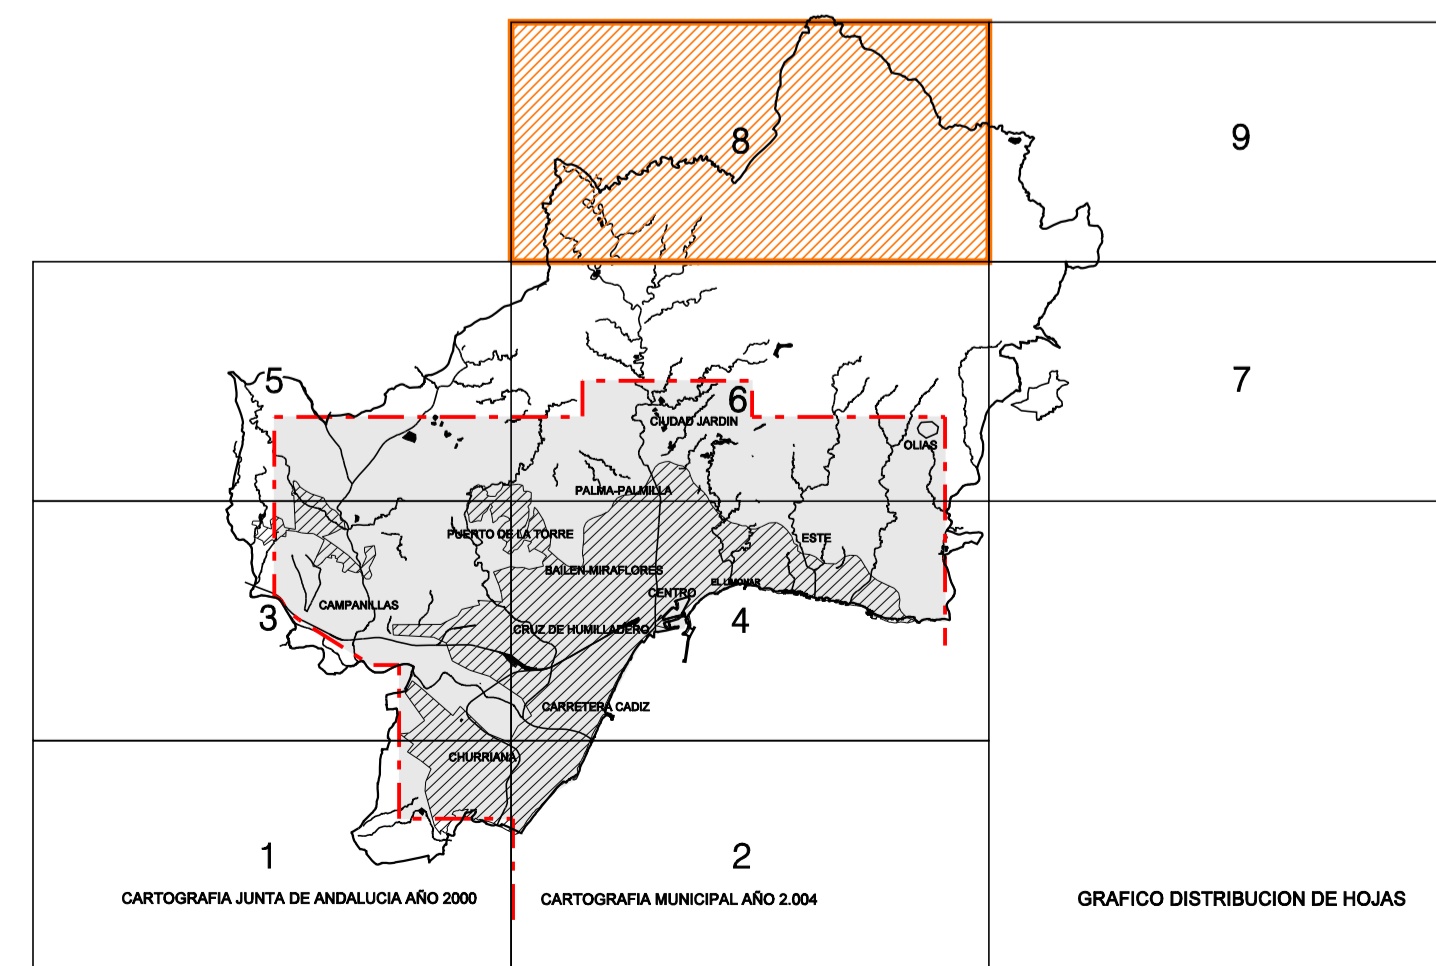 8
9
5
6
7
CIUDAD JARDIN
OLIAS
PALMA-PALMILLA
PUERTO DE LA TORRE
ESTE
BAILEN-MIRAFLORES
EL LIMONAR
CENTRO
CAMPANILLAS
3
4
CRUZ DE HUMILLADERO
CARRETERA CADIZ
CHURRIANA
1
2
CARTOGRAFIA JUNTA DE ANDALUCIA AÑO 2000
CARTOGRAFIA MUNICIPAL AÑO 2.004
GRAFICO DISTRIBUCION DE HOJAS